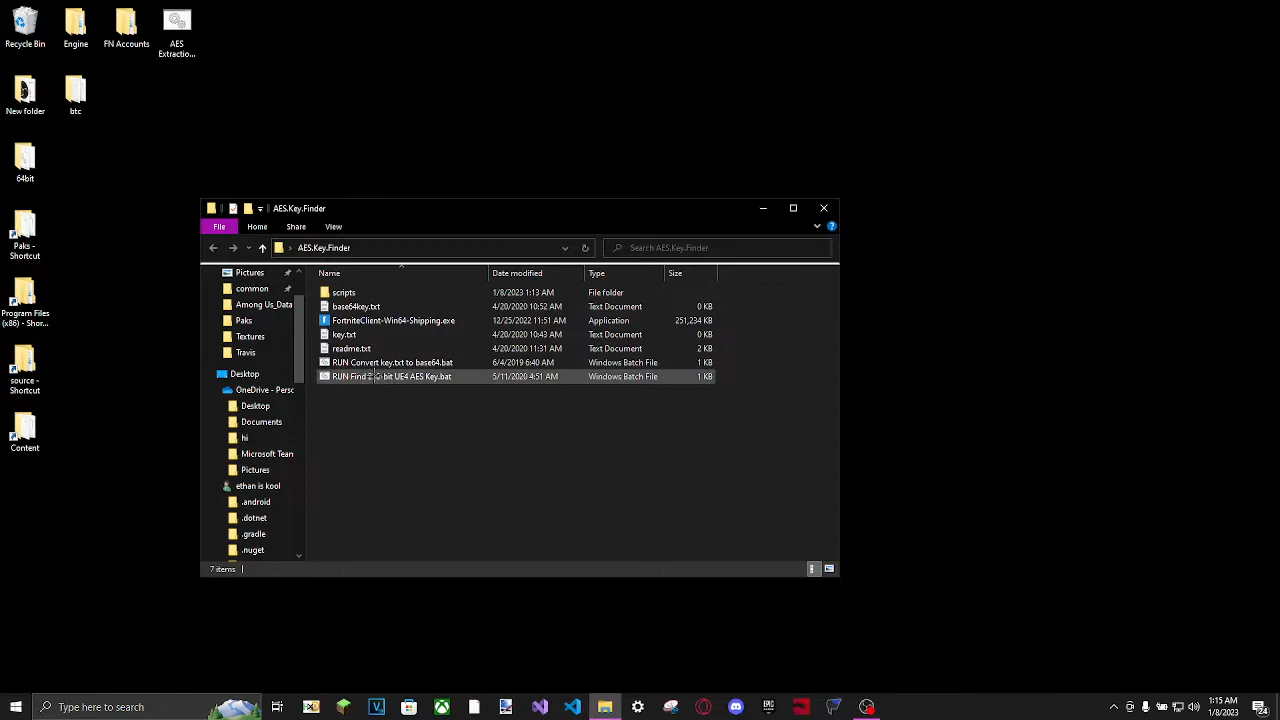 Recycle Bin
Engine
FN Accounts
AES
Extractio...
New folder
btc
64bit
Paks -
Shortcut
Program Files
(x86) - Shor...
source -
Shortcut
Content
AES.Key.Finder
File
Home
Share
View
AES.Key.Finder
Search AES.Key.Finder
Pictures
common
Among Us_Data
Paks
Textures
Travis
Desktop
OneDrive - Perso
Desktop
Documents
hi
Microsoft Team
Pictures
ethan is kool
.android
.dotnet
.gradle
.nuget
Name Date modified Type Size
scripts 1/8/2023 1:13 AM File folder
base64key.txt 4/20/2020 10:52 AM Text Document 0 KB
FortniteClient-Win64-Shipping.exe 12/25/2022 11:51 AM Application 251,234 KB
key.txt 4/20/2020 10:43 AM Text Document 0 KB
readme.txt 4/20/2020 11:31 AM Text Document 2 KB
RUN Convert key.txt to base64.bat 6/4/2019 6:40 AM Windows Batch File 1 KB
RUN Find bit UE4 AES Key.bat 5/11/2020 4:51 AM Windows Batch File 1 KB
7 items
Type here to search
1:15 AM
1/8/2023